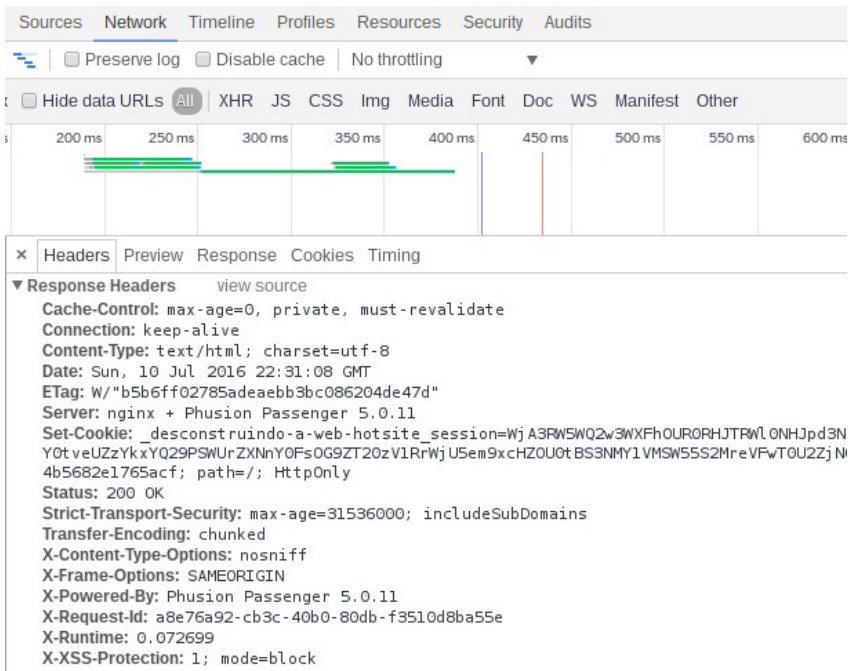 Sources Network Timeline Profiles Resources Security Audits
Preserve log Disable cache No throttling
Hide data URLs All XHR JS CSS Img Media Font Doc WS Manifest Other
200 ms 250 ms 300 ms 350 ms 400 ms 450 ms 500 ms 550 ms 600 ms
× Headers Preview Response Cookies Timing
Response Headers view source
Cache-Control: max-age=0, private, must-revalidate
Connection: keep-alive
Content-Type: text/html; charset=utf-8
Date: Sun, 10 Jul 2016 22:31:08 GMT
ETag: W/"b5b6ff02785adeaebb3bc086204de47d"
Server: nginx + Phusion Passenger 5.0.11
Set-Cookie: _desconstruindo-a-web-hotsite_session=
4b5682e1765acf; path=/; HttpOnly
Status: 200 OK
Strict-Transport-Security: max-age=31536000; includeSubDomains
Transfer-Encoding: chunked
X-Content-Type-Options: nosniff
X-Frame-Options: SAMEORIGIN
X-Powered-By: Phusion Passenger 5.0.11
X-Request-Id: a8e76a92-cb3c-40b0-80db-f3510d8ba55e
X-Runtime: 0.072699
X-XSS-Protection: 1; mode=block